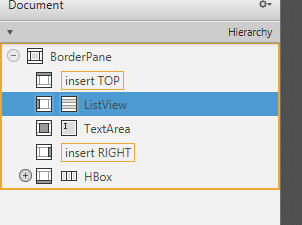 Document
Hierarchy
BorderPane
insert TOP
ListView
TextArea
insert RIGHT
HBox